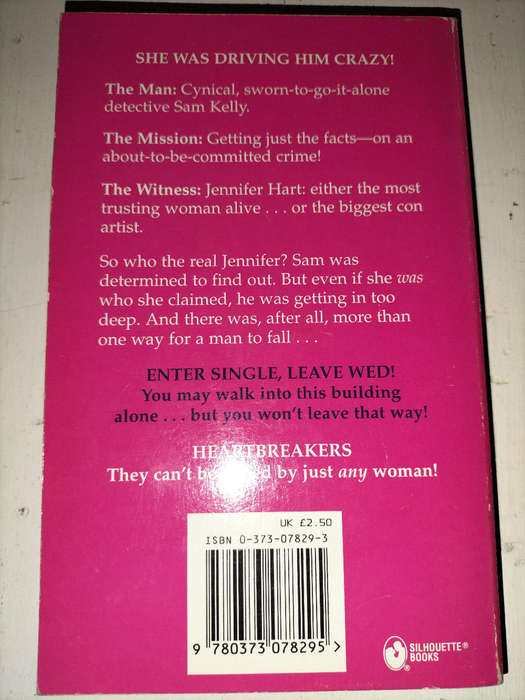 SHE WAS DRIVING HIM CRAZY!
The Man: Cynical, sworn-to-go-it-alone
detective Sam Kelly.
The Mission: Getting just the facts—on an
about-to-be-committed crime!
The Witness: Jennifer Hart: either the most
trusting woman alive . . . or the biggest con
artist.
So who the real Jennifer? Sam was
determined to find out. But even if she was
who she claimed, he was getting in too
deep. And there was, after all, more than
one way for a man to fall . . .
ENTER SINGLE, LEAVE WED!
You may walk into this building
alone . . . but you won't leave that way!
HEARTBREAKERS
They can't by just any woman!
UK £2.50
ISBN 0-373-07829-3
9 780373 078295 >
SILHOUETTE®
BOOKS